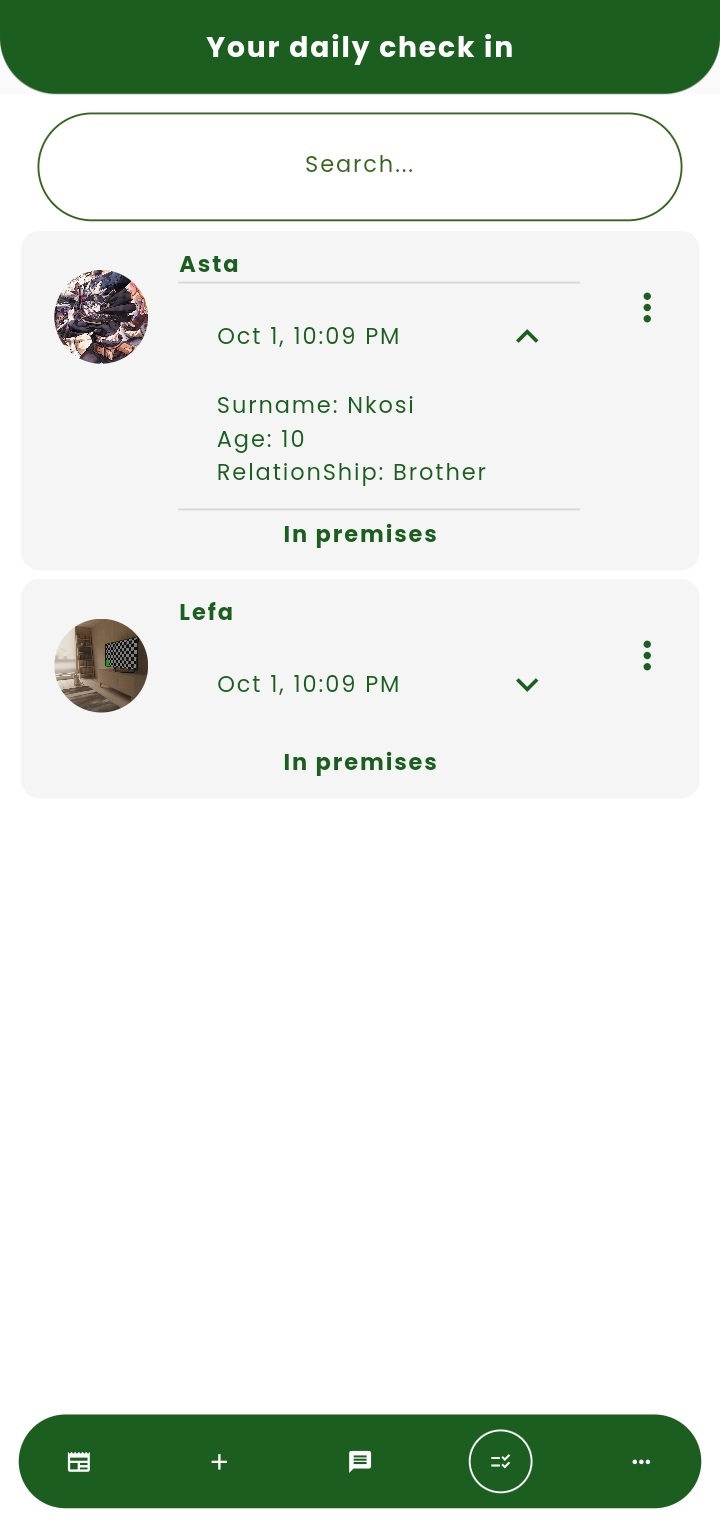 Your daily check in
Search...
Asta
Oct 1, 10:09 PM
Surname: Nkosi
Age: 10
RelationShip: Brother
In premises
Lefa
Oct 1, 10:09 PM
In premises